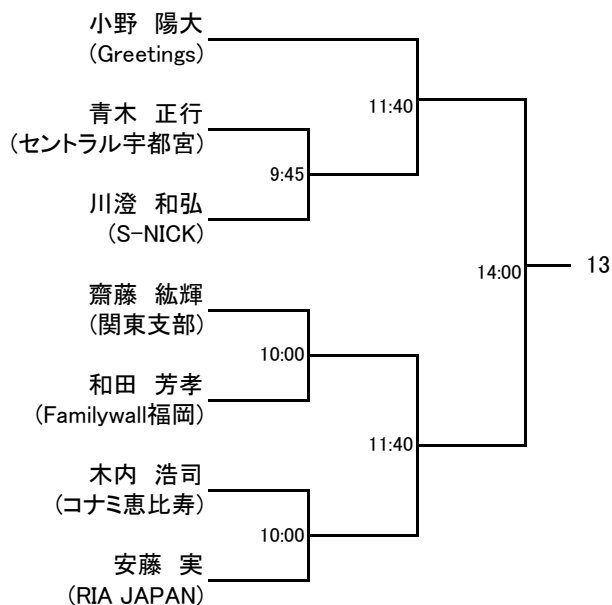 小野　陽大
(Greetings)
11:40
青木　正行
(セントラル宇都宮)
9:45
川澄　和弘
(S-NICK)
14:00
13
齋藤　紘輝
(関東支部)
10:00
和田　芳孝
(Familywall福岡)
11:40
木内　浩司
(コナミ恵比寿)
10:00
安藤　実
(RIA JAPAN)